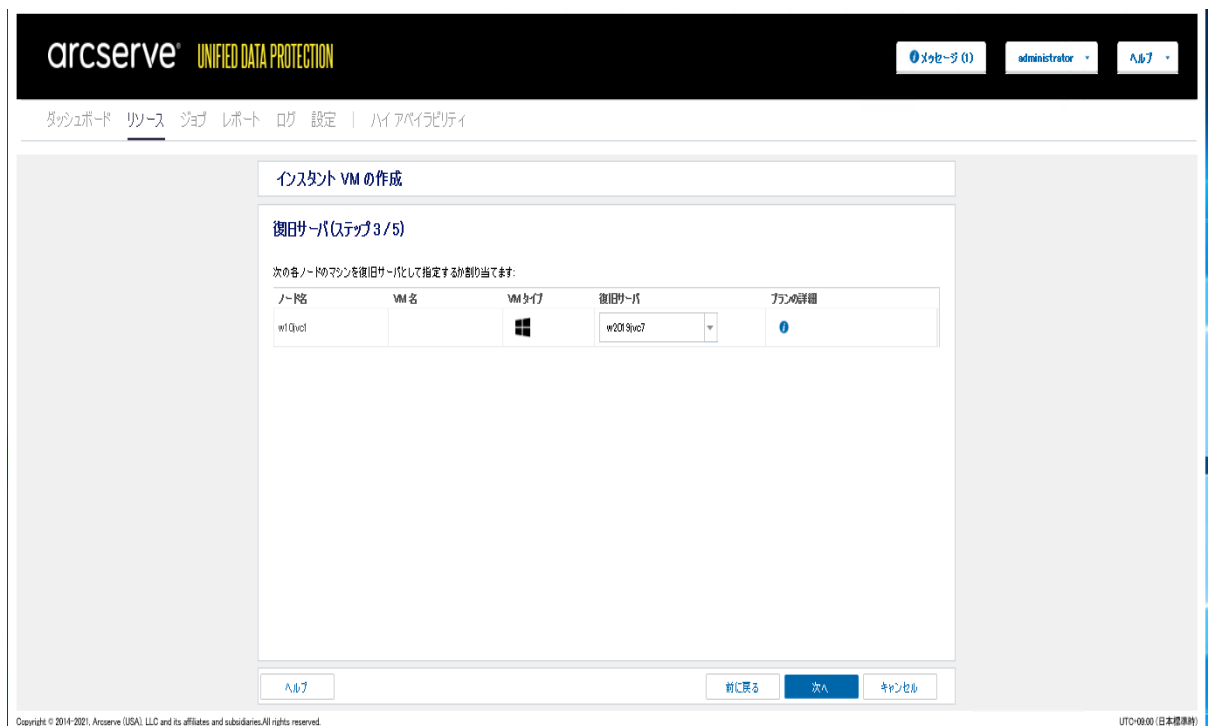 arcserve® UNIFIED DATA PROTECTION
メッセージ (1) administrator ヘルプ
ダッシュボード リソース ジョブ レポート ログ 設定 | ハイ アベイラビリティ
インスタント VM の作成
復旧サーバ(ステップ 3 / 5)
次の各ノードのマシンを復旧サーバとして指定するか割り当てます:
ノード名 VM 名 VM タイプ 復旧サーバ プランの詳細
w10jvc1 w2019jvc7
ヘルプ 前に戻る 次へ キャンセル
Copyright © 2014-2021, Arcserve (USA), LLC and its affiliates and subsidiaries.All rights reserved. UTC+09:00 (日本標準時)